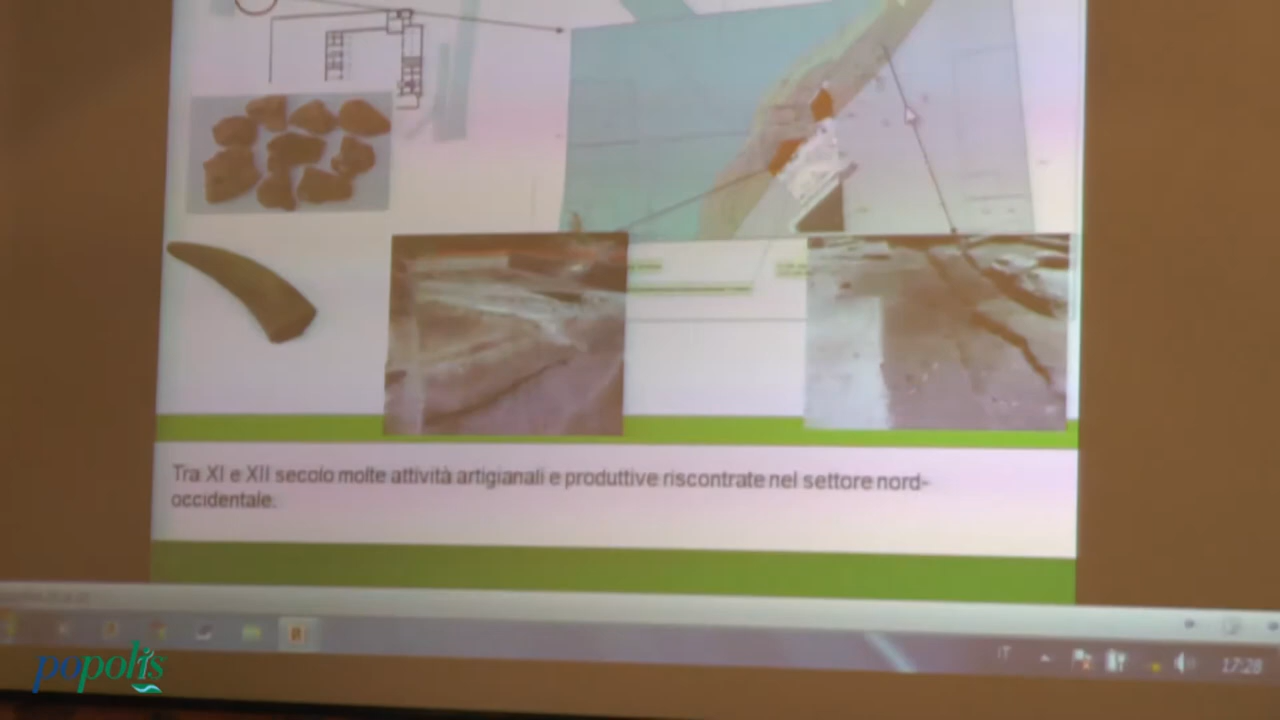 Tra XI e XII secolo molte attività artigianali e produttive riscontrate nel settore nord-
occidentale.
IT
17:28
popolis